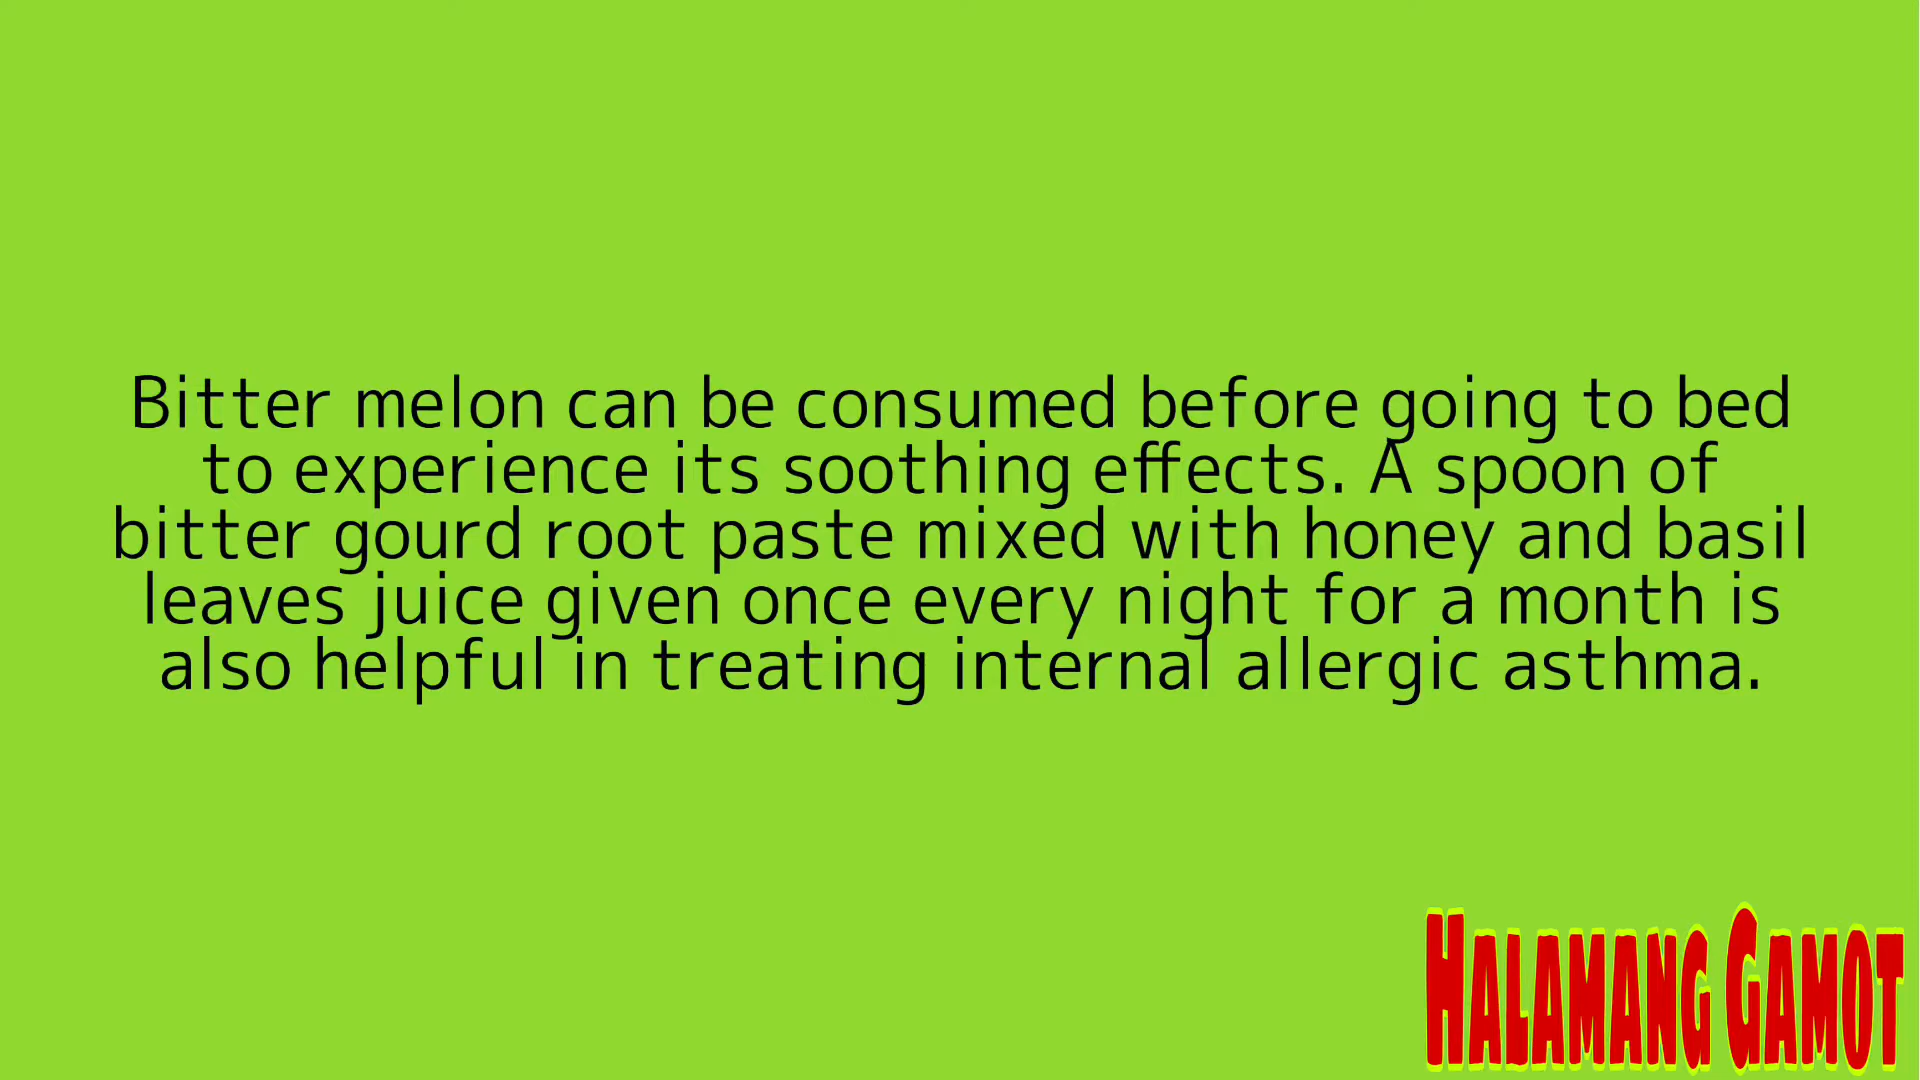 Bitter melon can be consumed before going to bed
to experience its soothing effects. A spoon of
bitter gourd root paste mixed with honey and basil
leaves juice given once every night for a month is
also helpful in treating internal allergic asthma.
HALAMANG GAMOT